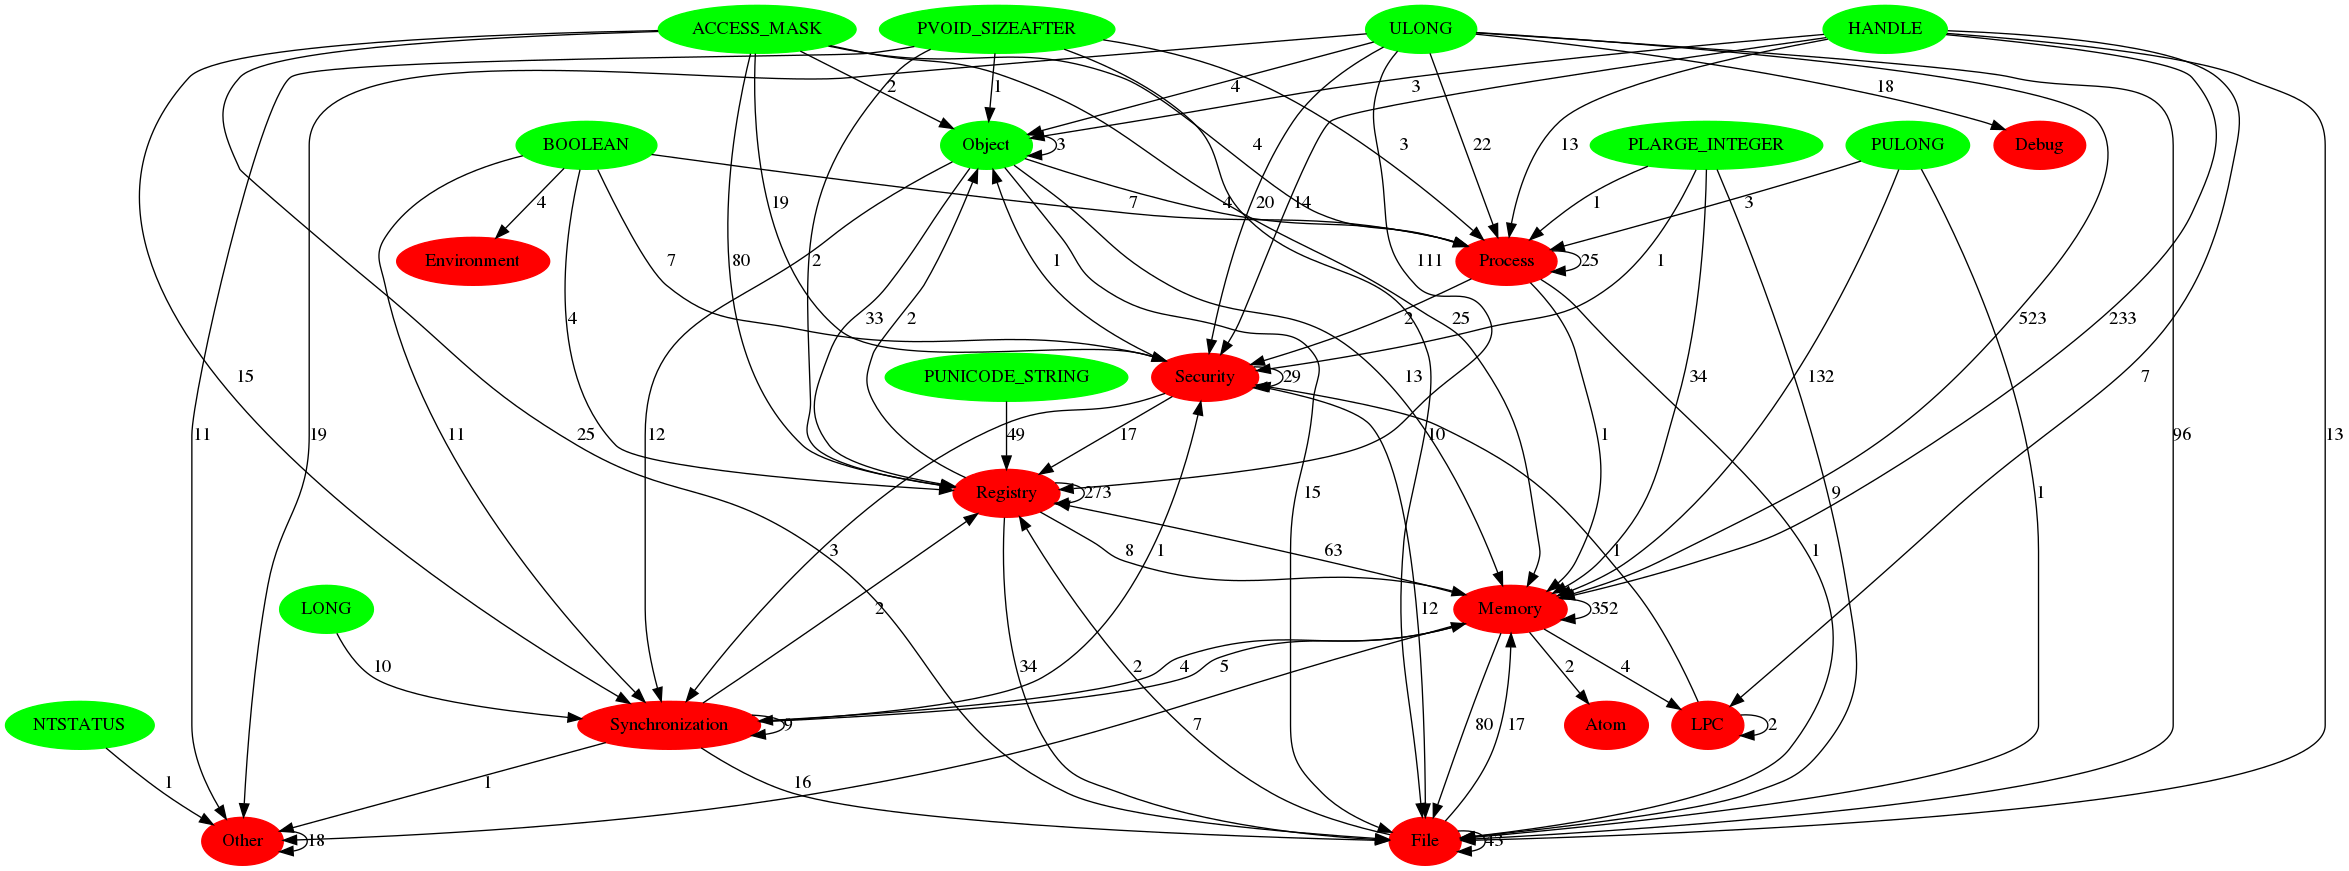 ACCESS_MASK PVOID_SIZEAFTER ULONG HANDLE
2 1 4 3 18
BOOLEAN Object 3 4 3 22 13 PLARGE_INTEGER PULONG Debug
4 19 7 4 20 14 1 3
Environment 7 80 2 1 Process 25 1
4 33 2 2 25 523 233
PUNICODE_STRING Security 29 13 111 34 132 7
15 11 19 11 25 12 49 17 10 1 96 13
Registry 273 15 9 1
3 1 8 63 1 1
LONG 2 12 Memory 352
10 4 5 34 2 2 4
NTSTATUS Synchronization 9 7 80 17 Atom LPC 2
1 1 16
Other 18 File 43